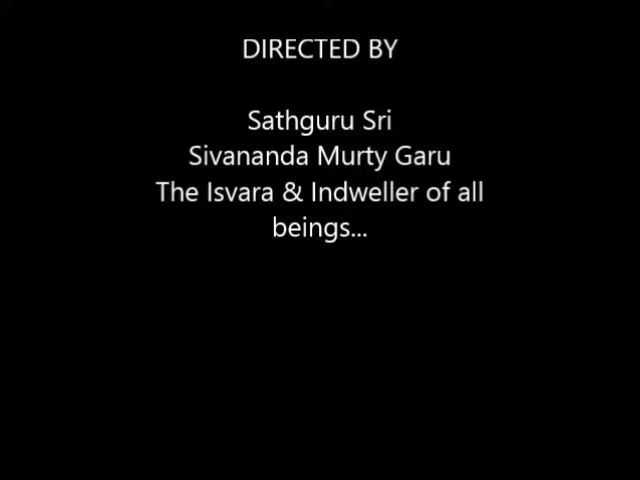 DIRECTED BY
Sathguru Sri
Sivananda Murty Garu
The Isvara & Indweller of all
beings...